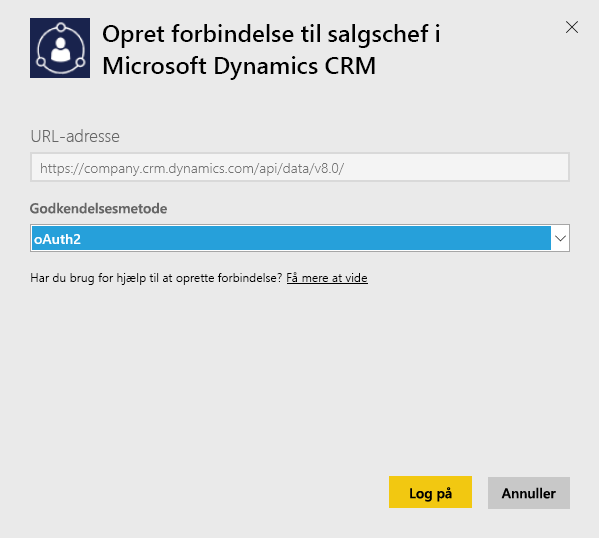 Opret forbindelse til salgschef i
Microsoft Dynamics CRM
URL-adresse
https://company.crm.dynamics.com/api/data/v8.0/
Godkendelsesmetode
oAuth2
Har du brug for hjælp til at oprette forbindelse? Få mere at vide
Log på
Annuller